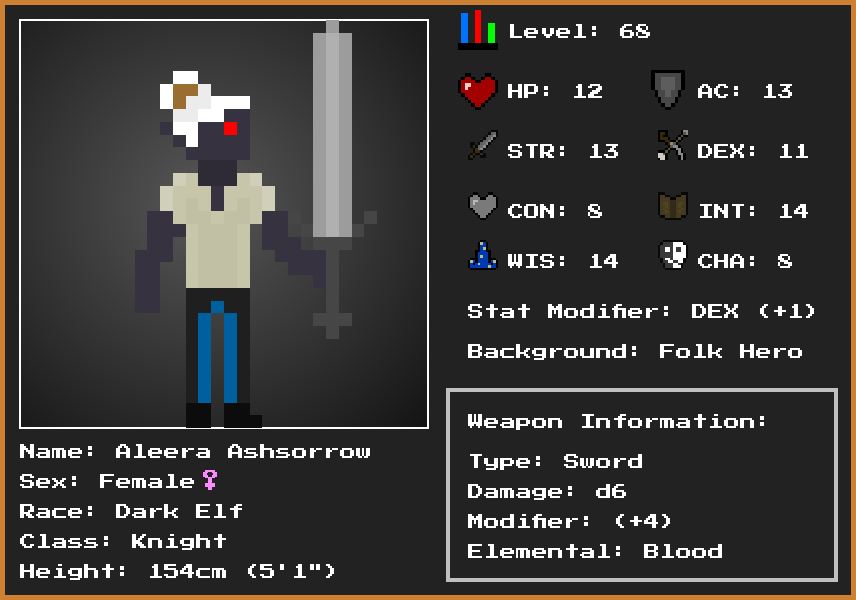 Level: 68
HP: 12
AC: 13
STR: 13
DEX: 11
CON: 8
INT: 14
WIS: 14
CHA: 8
Stat Modifier: DEX (+1)
Background: Folk Hero
Name: Aleera Ashsorrow
Sex: Female♀
Race: Dark Elf
Class: Knight
Height: 154cm (5'1")
Weapon Information:
Type: Sword
Damage: d6
Modifier: (+4)
Elemental: Blood